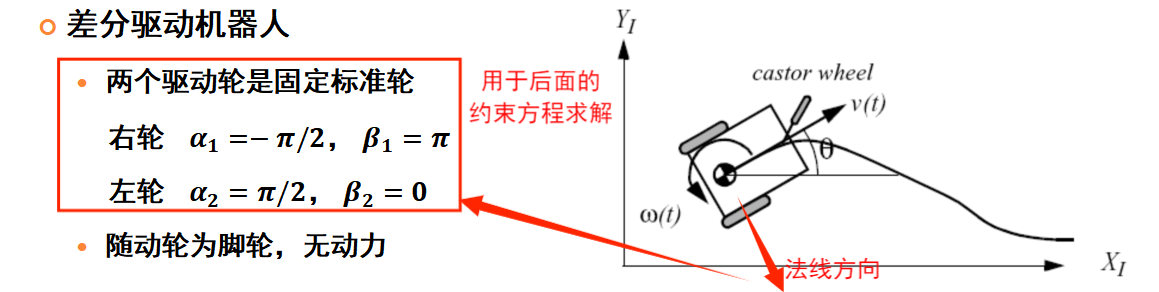 差分驱动机器人
两个驱动轮是固定标准轮
右轮 α₁ =− π/2， β₁ = π
左轮 α₂ = π/2， β₂ = 0
随动轮为脚轮，无动力
用于后面的
约束方程求解
Y_I
castor wheel
v(t)
θ
ω(t)
法线方向
X_I